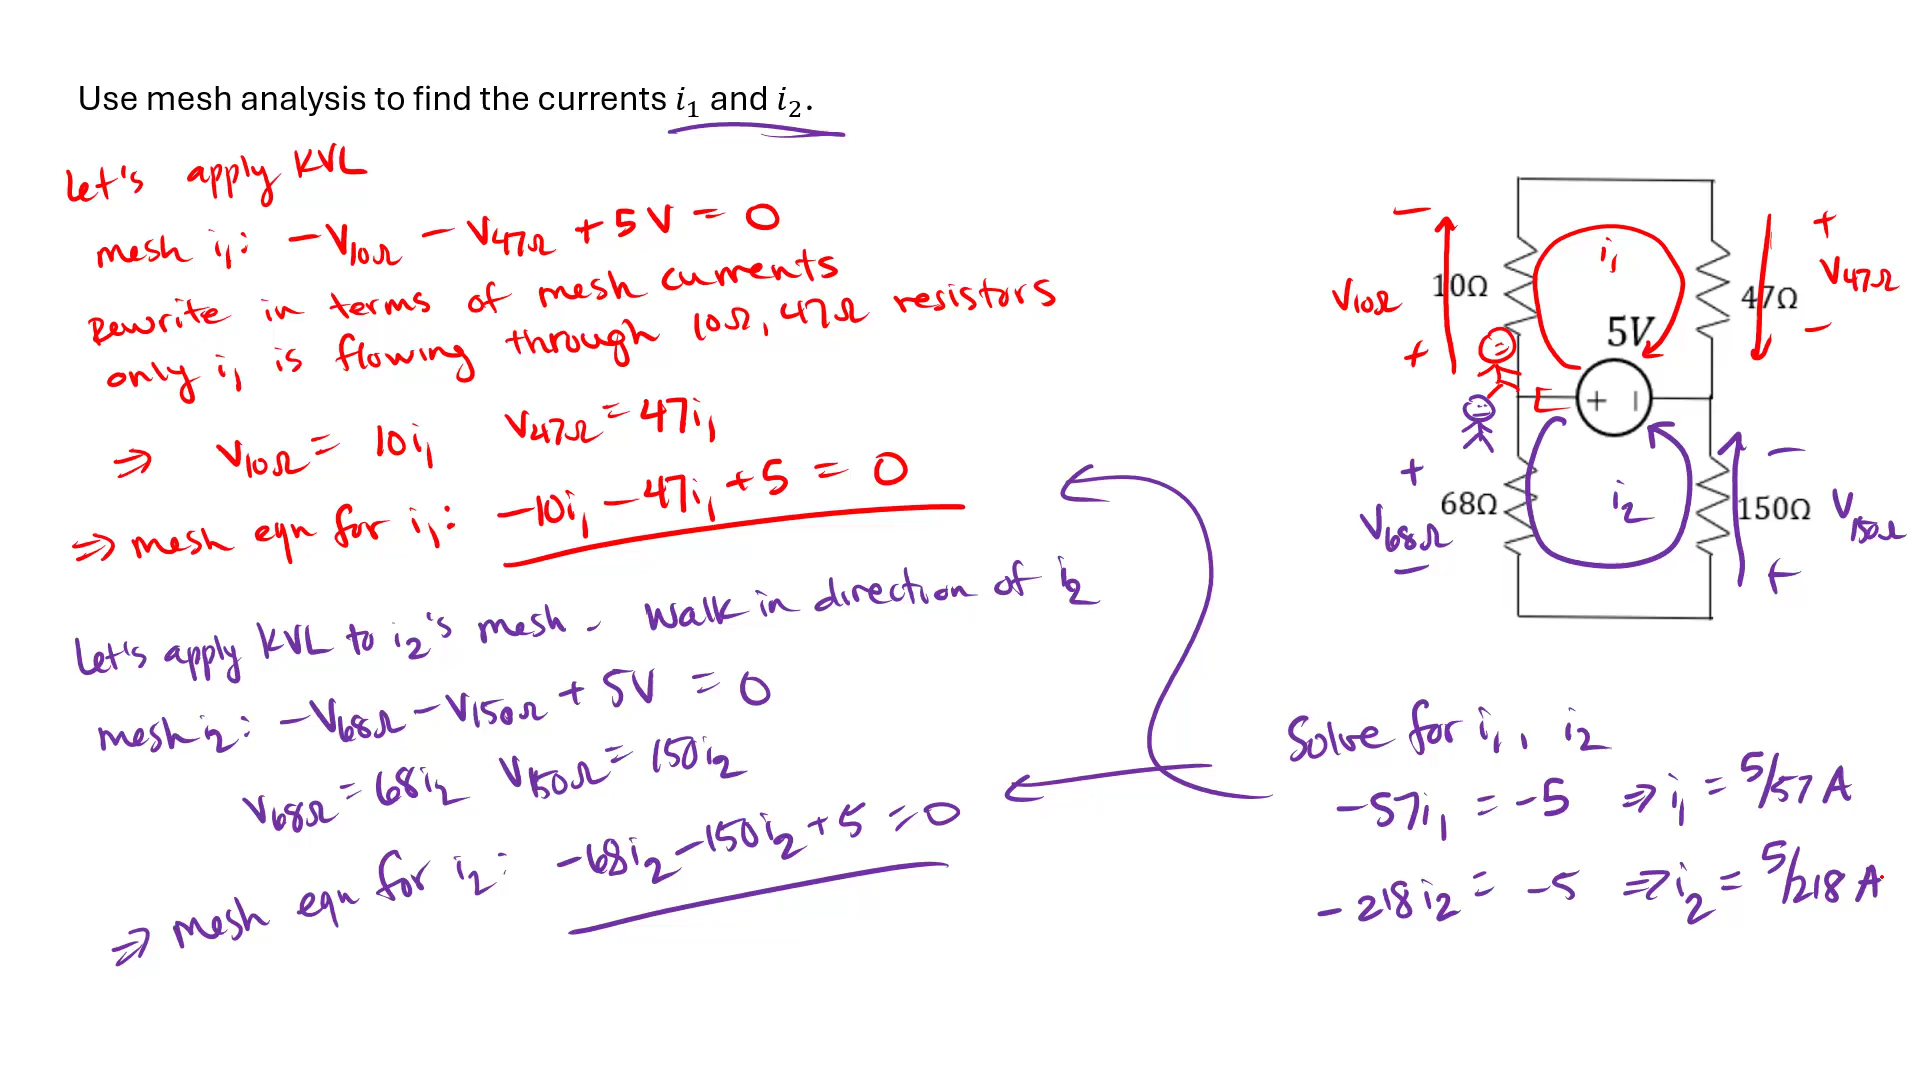 Use mesh analysis to find the currents i₁ and i₂.
Let's apply KVL
mesh i₁: -V10Ω - V47Ω + 5V = 0
Rewrite in terms of mesh currents
only i₁ is flowing through 10Ω, 47Ω resistors
⇒ V10Ω = 10i₁ V47Ω = 47i₁
⇒ mesh eqn for i₁: -10i₁ - 47i₁ + 5 = 0
Let's apply KVL to i₂'s mesh. Walk in direction of i₂
mesh i₂: -V68Ω - V150Ω + 5V = 0
V68Ω = 68i₂ V150Ω = 150i₂
⇒ mesh eqn for i₂: -68i₂ - 150i₂ + 5 = 0
- +
i₁
V10Ω 10Ω 47Ω V47Ω
+ 5V -
+ -
+ -
V68Ω 68Ω i₂ 150Ω V150Ω
- +
Solve for i₁, i₂
-57i₁ = -5 ⇒ i₁ = 5/57 A
-218i₂ = -5 ⇒ i₂ = 5/218 A